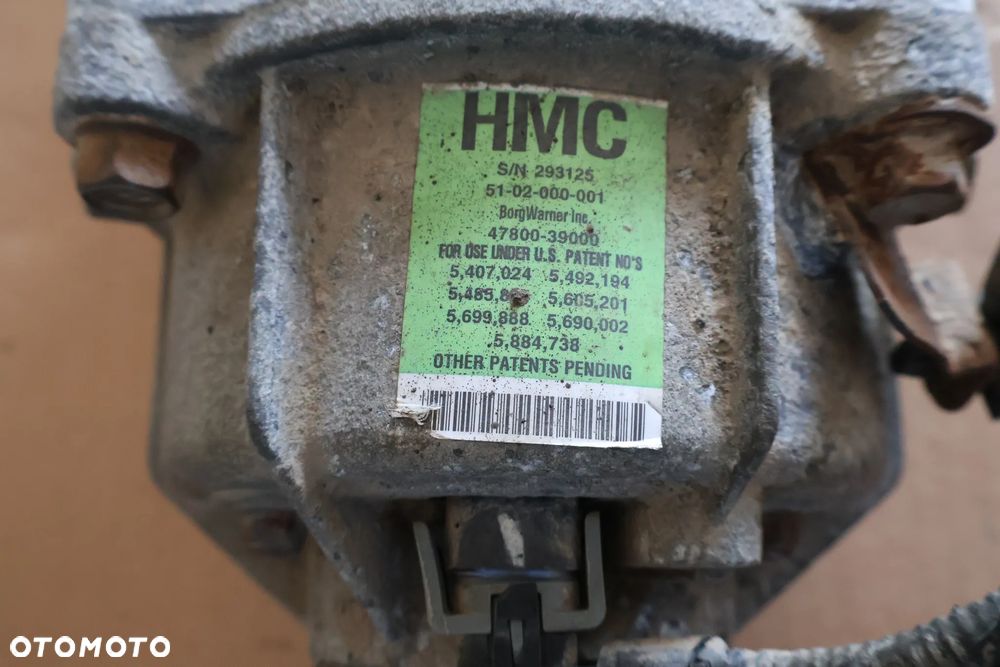 HMC
S/N 293125
51-02-000-001
BorgWarner Inc.
47800-39000
FOR USE UNDER U.S. PATENT NO'S
5,407,024 5,492,194
5,605,201
5,699,888 5,690,002
5,884,738
OTHER PATENTS PENDING
OTOMOTO